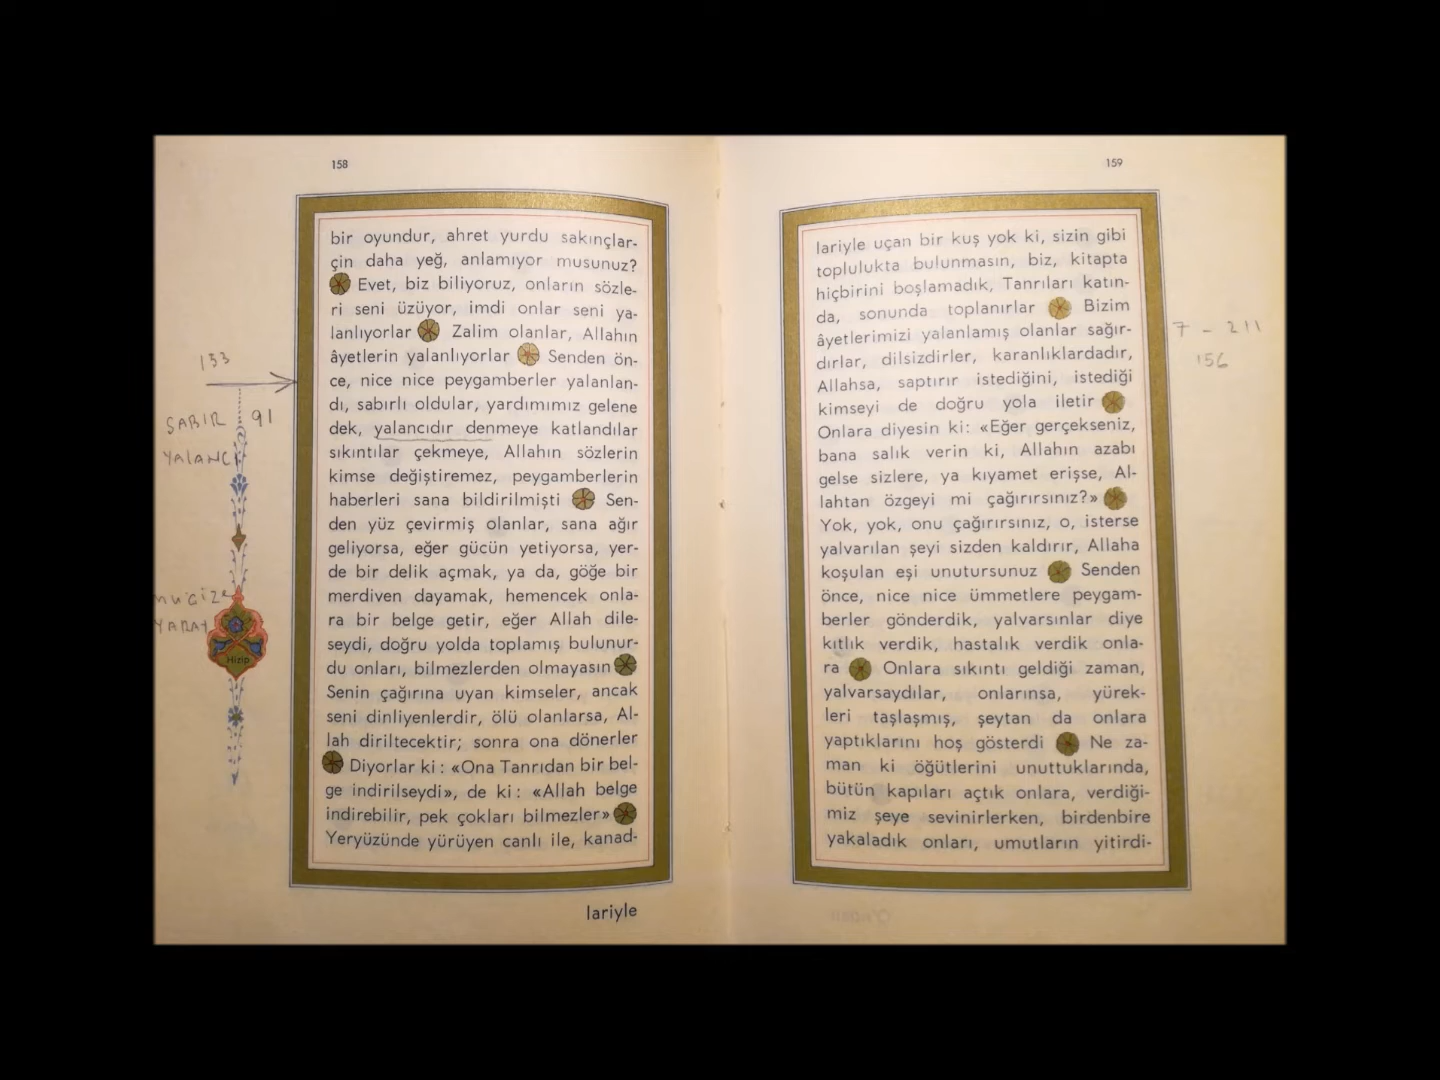 158
bir oyundur, ahret yurdu sakınçlar-
çin daha yeğ, anlamıyor musunuz?
Evet, biz biliyoruz, onların sözle-
ri seni üzüyor, imdi onlar seni ya-
lanlıyorlar Zalim olanlar, Allahın
âyetlerin yalanlıyorlar Senden ön-
ce, nice nice peygamberler yalanlan-
dı, sabırlı oldular, yardımımız gelene
dek, yalancıdır denmeye katlandılar
sıkıntılar çekmeye, Allahın sözlerin
kimse değiştiremez, peygamberlerin
haberleri sana bildirilmişti Sen-
den yüz çevirmiş olanlar, sana ağır
geliyorsa, eğer gücün yetiyorsa, yer-
de bir delik açmak, ya da, göğe bir
merdiven dayamak, hemencek onla-
ra bir belge getir, eğer Allah dile-
seydi, doğru yolda toplamış bulunur-
du onları, bilmezlerden olmayasın
Senin çağırına uyan kimseler, ancak
seni dinliyenlerdir, ölü olanlarsa, Al-
lah diriltecektir; sonra ona dönerler
Diyorlar ki : «Ona Tanrıdan bir bel-
ge indirilseydi», de ki : «Allah belge
indirebilir, pek çokları bilmezler»
Yeryüzünde yürüyen canlı ile, kanad-
lariyle
133
SABIR 91
YALANCI
MUCİZE
YARAT
Hizip
159
lariyle uçan bir kuş yok ki, sizin gibi
toplulukta bulunmasın, biz, kitapta
hiçbirini boşlamadık, Tanrıları katın-
da, sonunda toplanırlar Bizim
âyetlerimizi yalanlamış olanlar sağır-
dırlar, dilsizdirler, karanlıklardadır,
Allahsa, saptırır istediğini, istediği
kimseyi de doğru yola iletir
Onlara diyesin ki: «Eğer gerçekseniz,
bana salık verin ki, Allahın azabı
gelse sizlere, ya kıyamet erişse, Al-
lahtan özgeyi mi çağırırsınız?»
Yok, yok, onu çağırırsınız, o, isterse
yalvarılan şeyi sizden kaldırır, Allaha
koşulan eşi unutursunuz Senden
önce, nice nice ümmetlere peygam-
berler gönderdik, yalvarsınlar diye
kıtlık verdik, hastalık verdik onla-
ra Onlara sıkıntı geldiği zaman,
yalvarsaydılar, onlarınsa, yürek-
leri taşlaşmış, şeytan da onlara
yaptıklarını hoş gösterdi Ne za-
man ki öğütlerini unuttuklarında,
bütün kapıları açtık onlara, verdiği-
miz şeye sevinirlerken, birdenbire
yakaladık onları, umutların yitirdi-
7 - 211
156